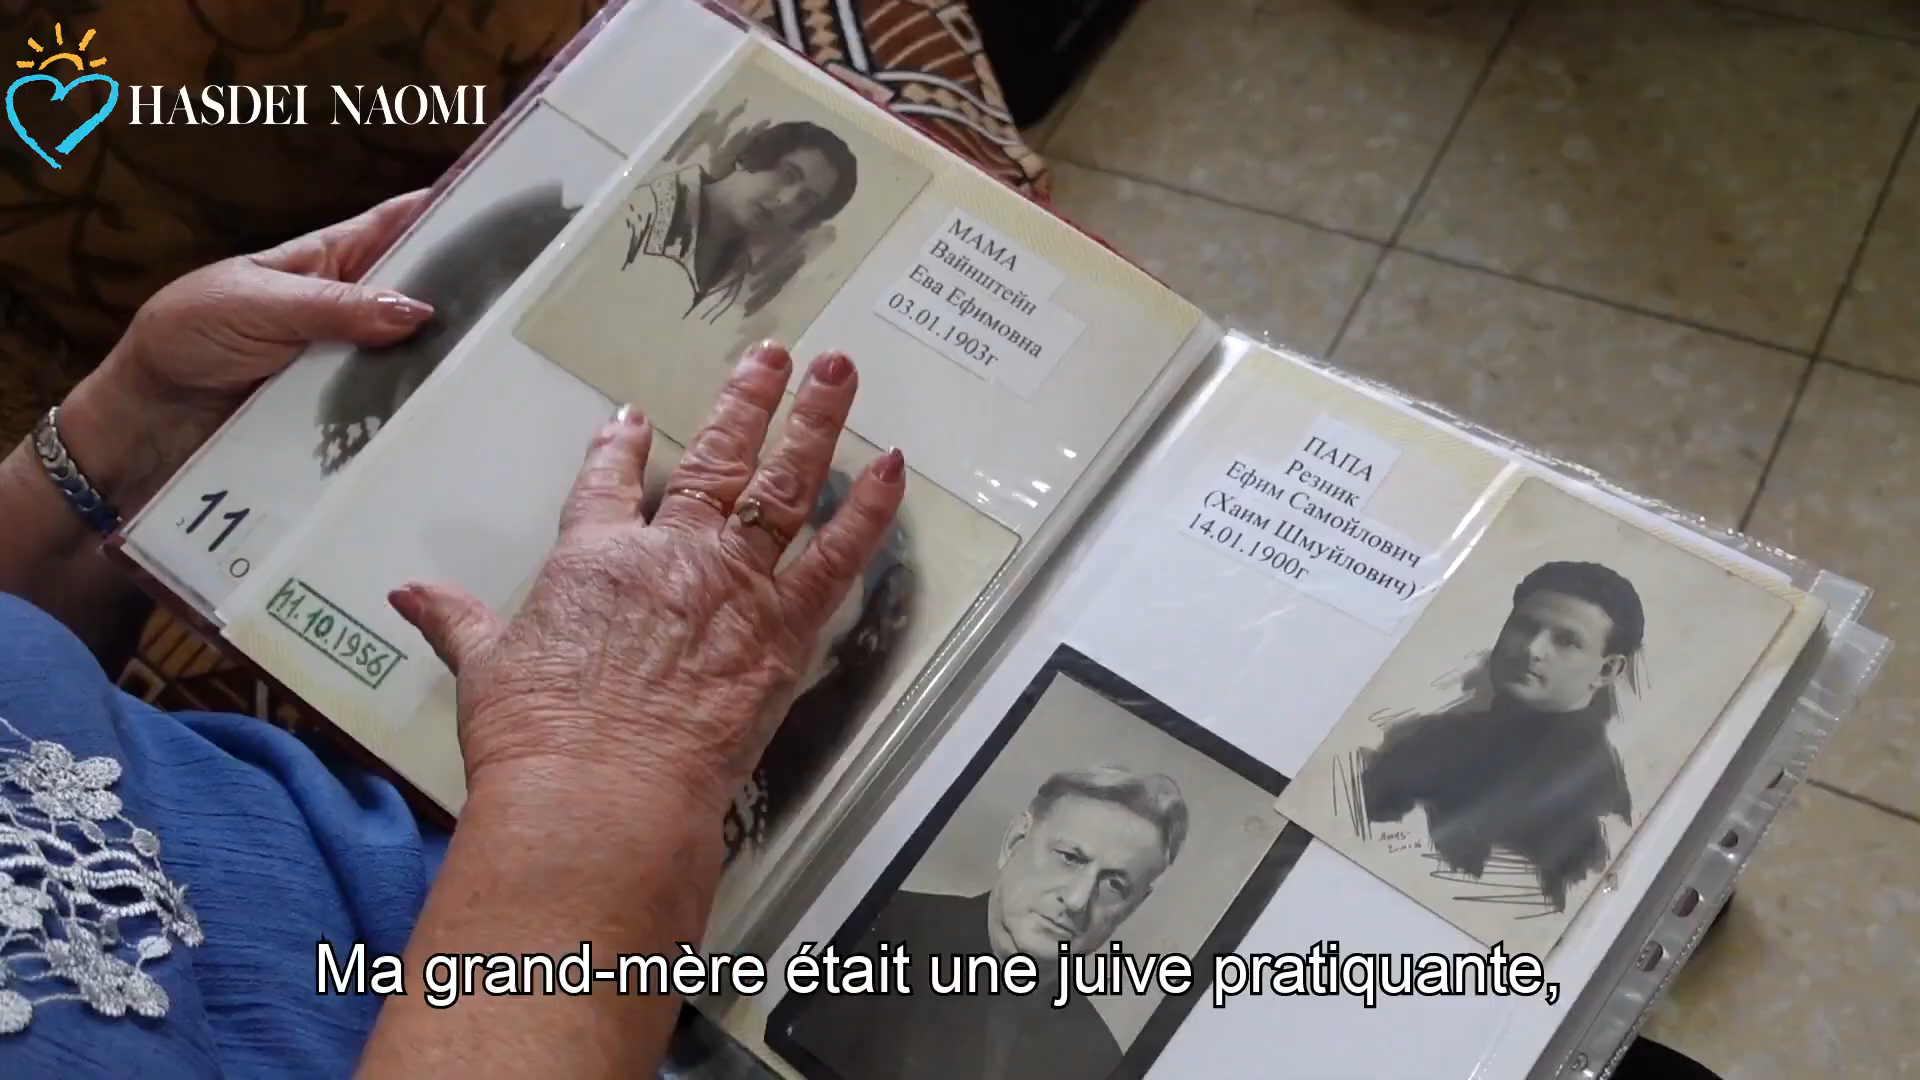 HASDEI NAOMI
МАМА
Вайнштейн
Ева Ефимовна
03.01.1903г
ПАПА
Резник
Ефим Самойлович
(Хаим Шмуйлович)
14.01.1900г
11
11.10.1956
Ma grand-mère était une juive pratiquante,